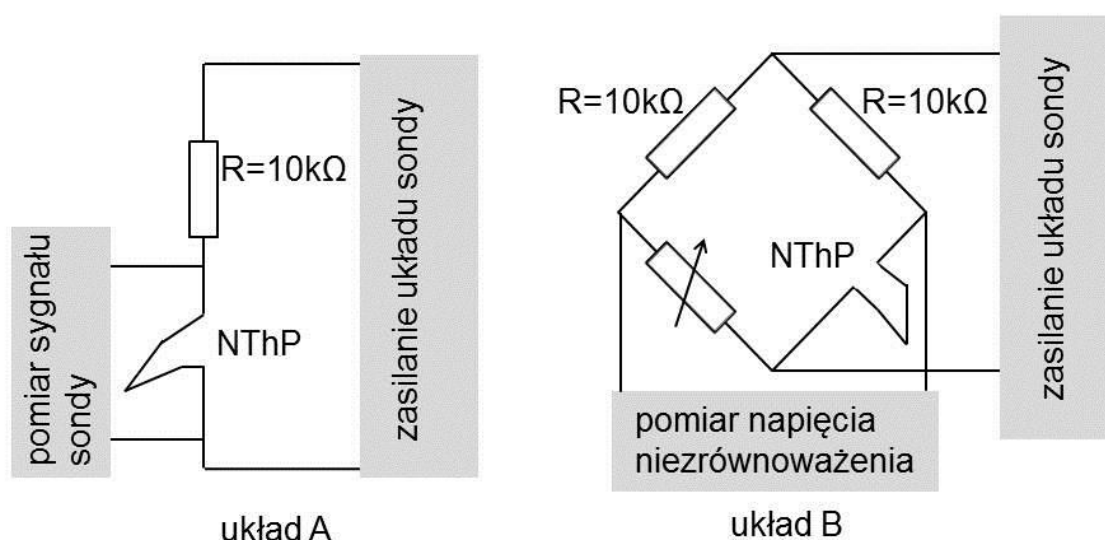 R=10kΩ
NThP
pomiar sygnału
sondy
zasilanie układu sondy
układ A
R=10kΩ
R=10kΩ
NThP
zasilanie układu sondy
pomiar napięcia
niezrównoważenia
układ B